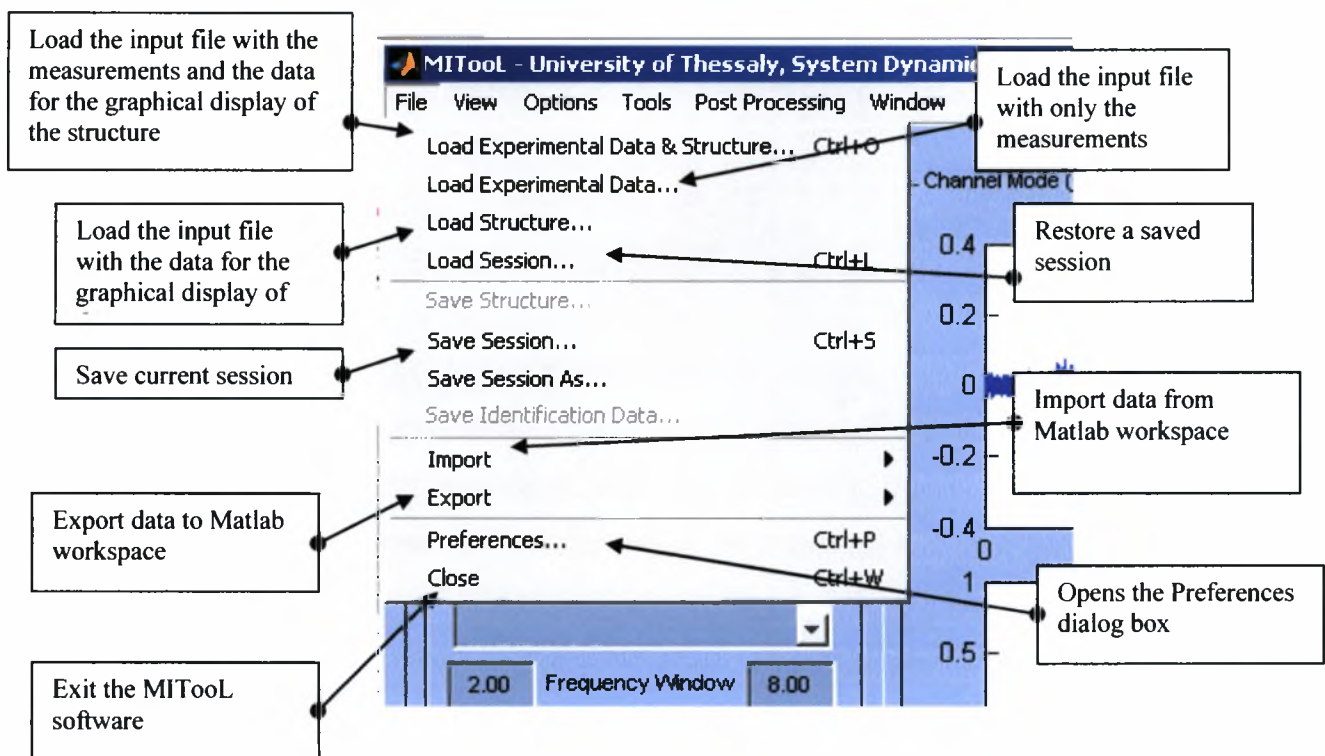 Load the input file with the
measurements and the data
for the graphical display of
the structure
MITooL - University of Thessaly, System Dynamic
File View Options Tools Post Processing Window
Load the input file
with only the
measurements
Load Experimental Data & Structure... Ctrl+O
Load Experimental Data...
Load Structure...
Load Session... Ctrl+L
Save Structure...
Save Session... Ctrl+S
Save Session As...
Save Identification Data...
Import
Export
Preferences... Ctrl+P
Close Ctrl+W
Channel Mode (
Load the input file
with the data for the
graphical display of
Restore a saved
session
Save current session
Import data from
Matlab workspace
Export data to Matlab
workspace
Opens the Preferences
dialog box
Exit the MITooL
software
0.4
0.2
0
-0.2
-0.4
0
1
0.5
2.00 Frequency Window 8.00